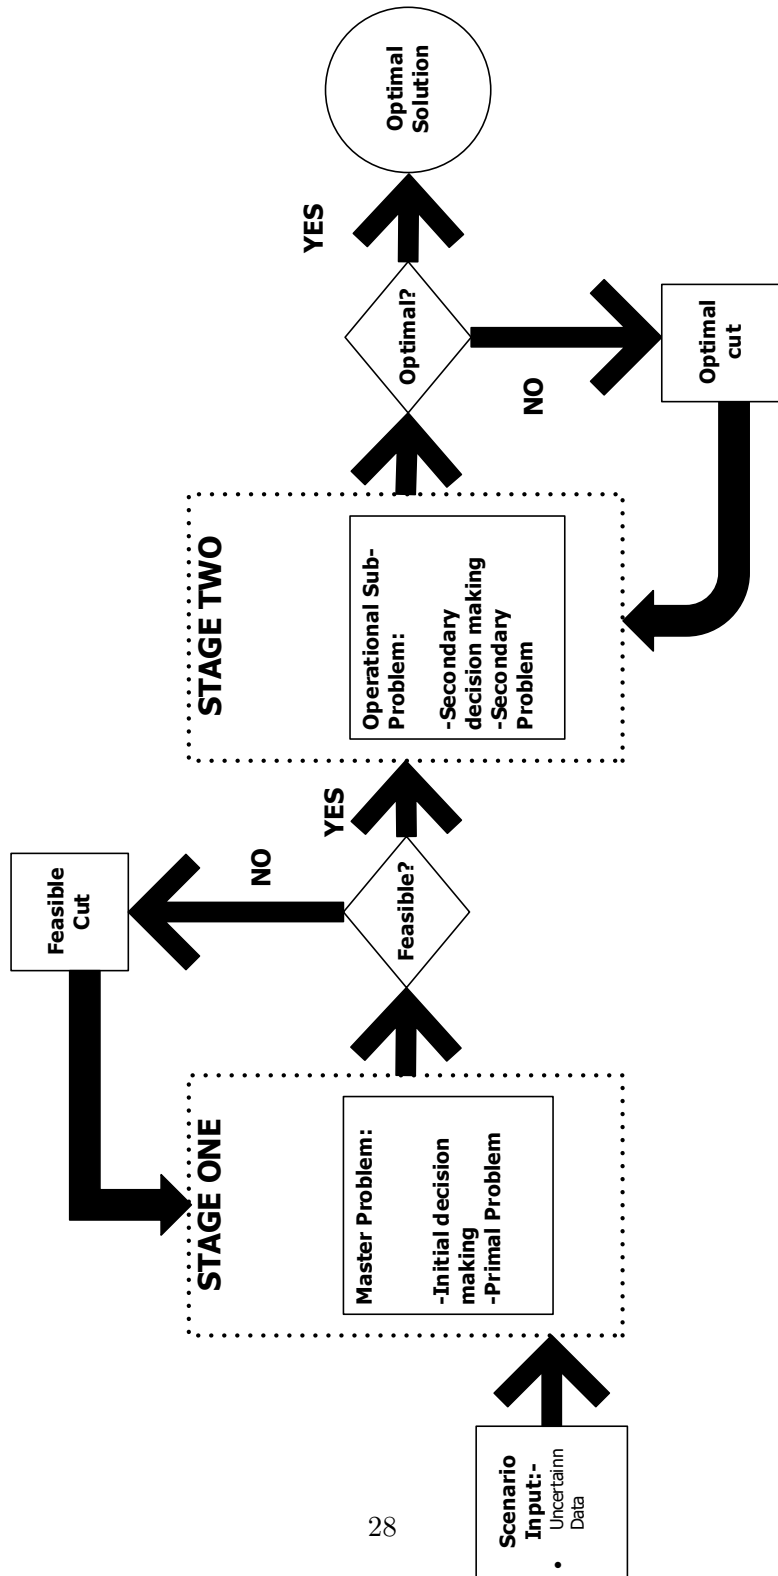 Scenario
Input:-
• Uncertainn
Data
STAGE ONE
Master Problem:
-Initial decision
making
-Primal Problem
Feasible?
NO
Feasible
Cut
YES
STAGE TWO
Operational Sub-
Problem:
-Secondary
decision making
-Secondary
Problem
Optimal?
YES
Optimal
Solution
NO
Optimal
cut
28